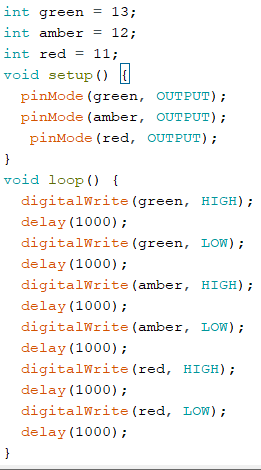 int green = 13;
int amber = 12;
int red = 11;
void setup() {
  pinMode(green, OUTPUT);
  pinMode(amber, OUTPUT);
   pinMode(red, OUTPUT);
}
void loop() {
  digitalWrite(green, HIGH);
  delay(1000);
  digitalWrite(green, LOW);
  delay(1000);
  digitalWrite(amber, HIGH);
  delay(1000);
  digitalWrite(amber, LOW);
  delay(1000);
  digitalWrite(red, HIGH);
  delay(1000);
  digitalWrite(red, LOW);
  delay(1000);
}